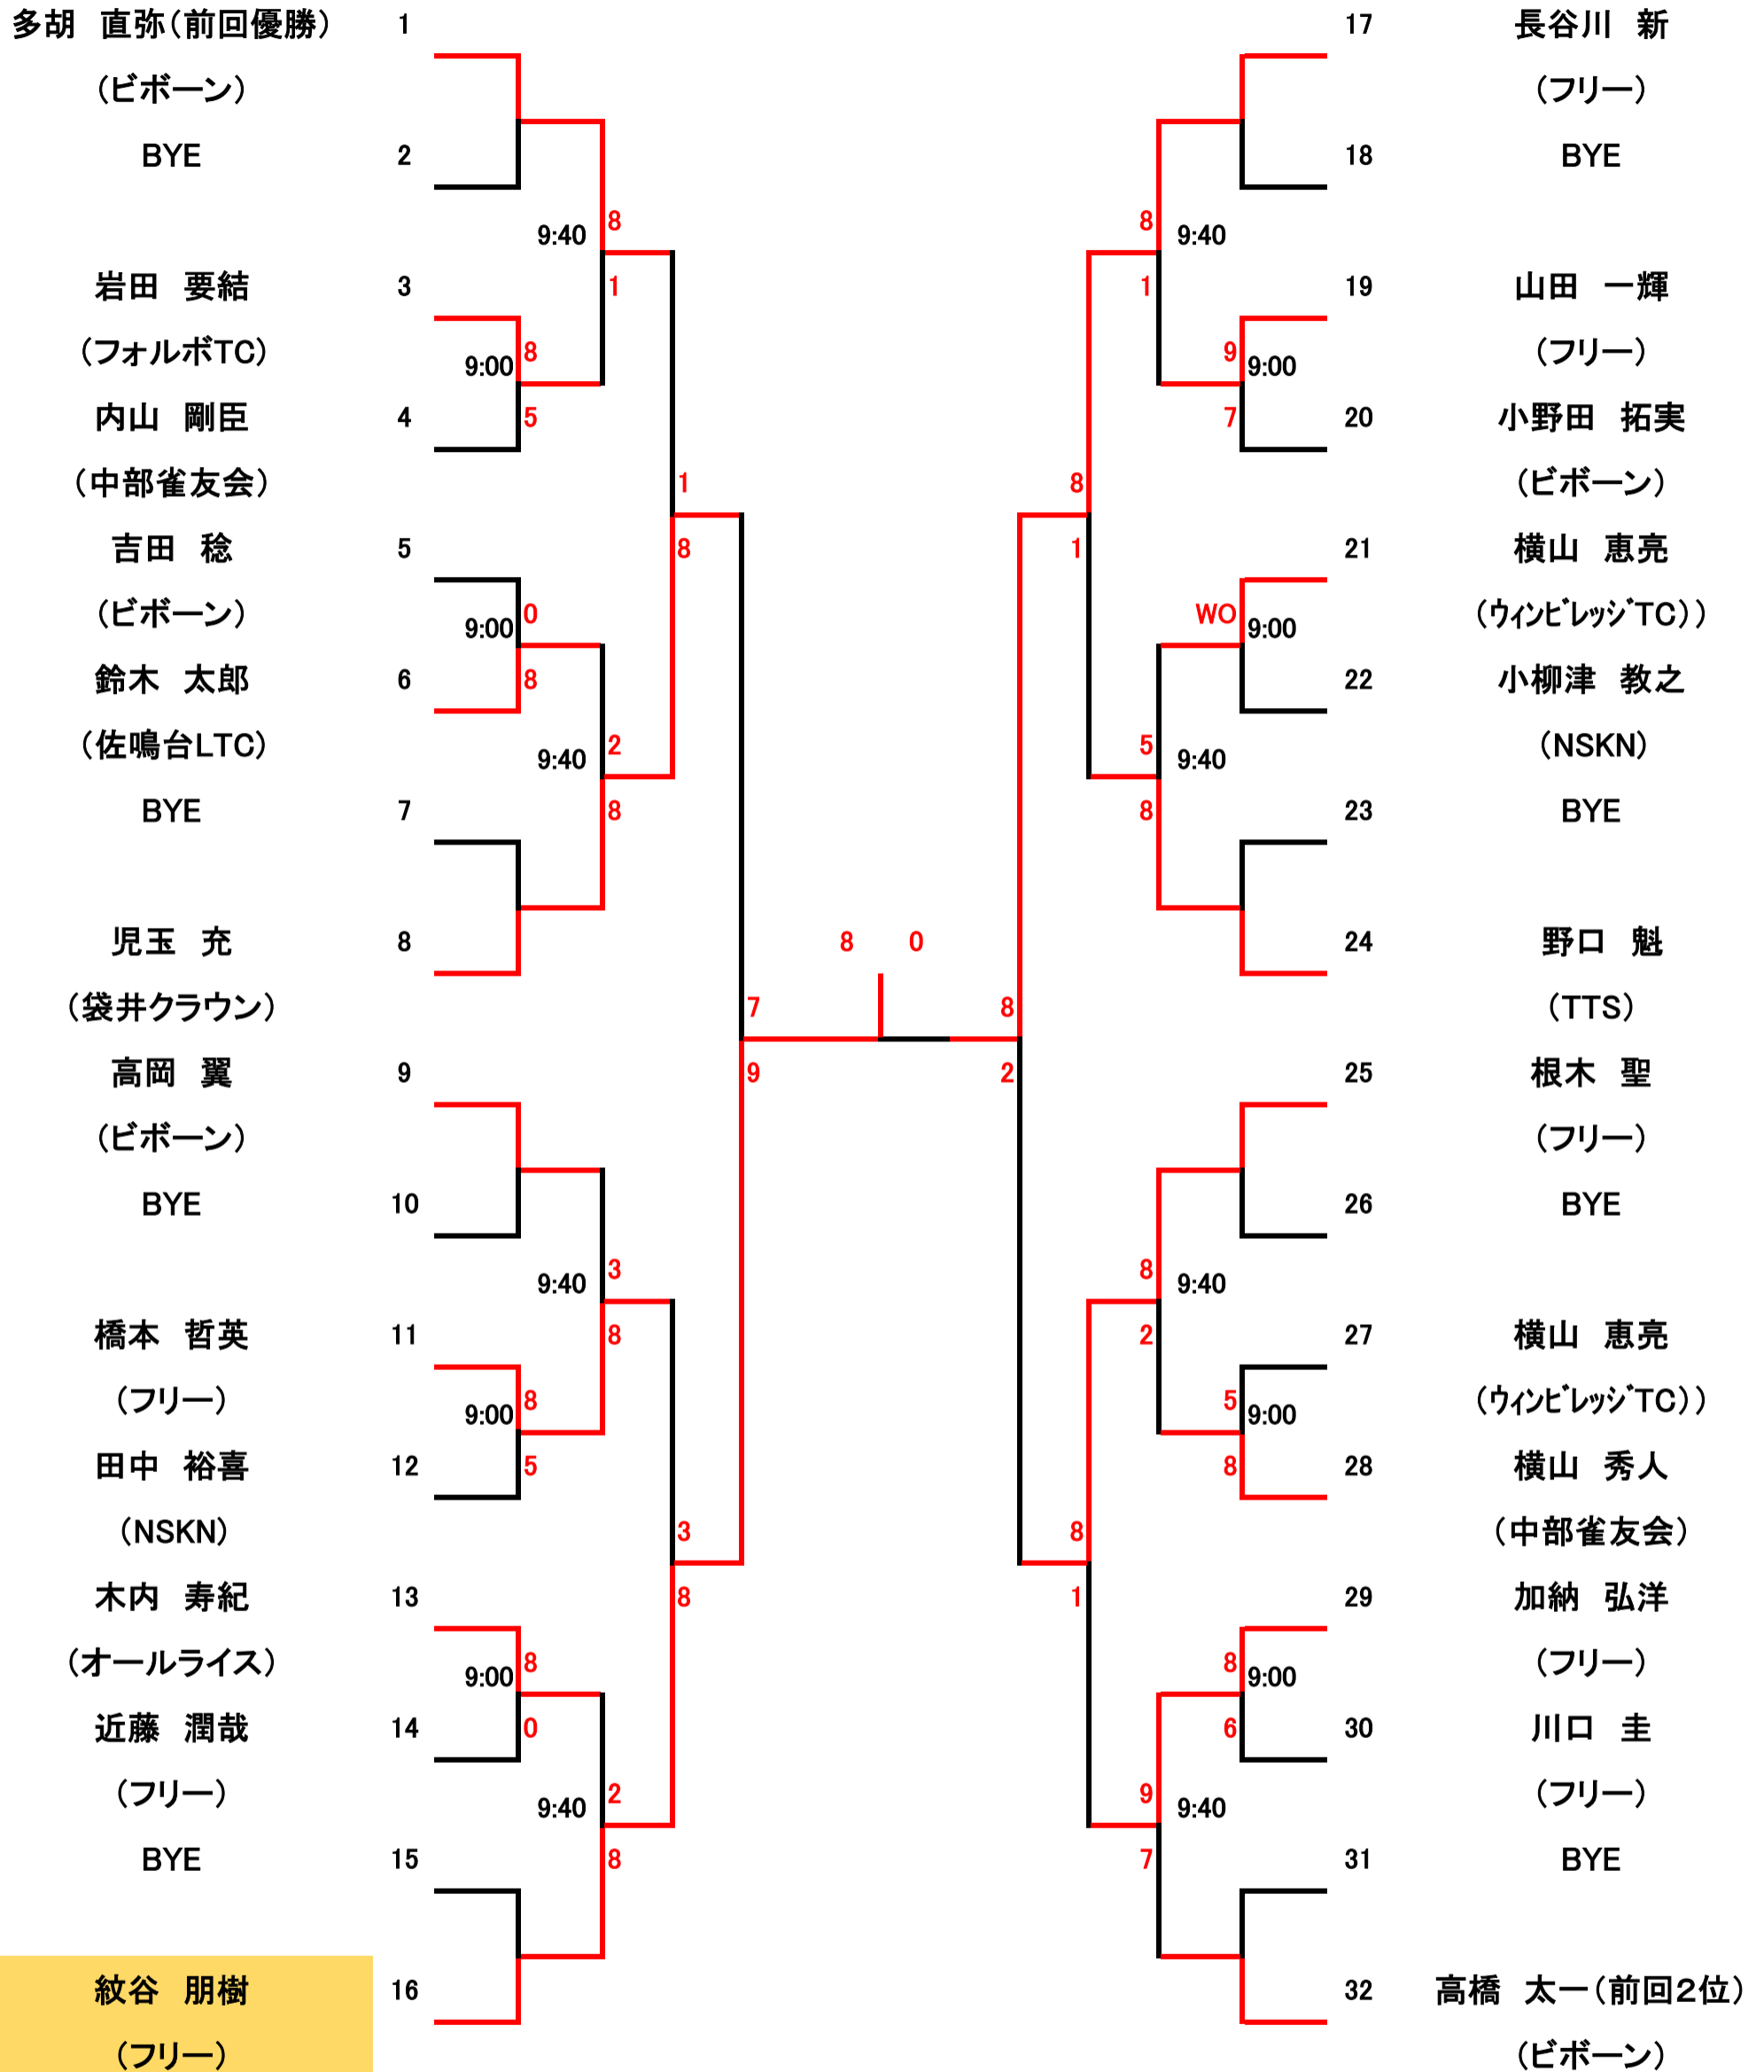 多胡　直弥（前回優勝） 1
（ビボーン）
BYE 2
9:40 8
1
岩田　要結 3
（フォルボTC） 9:00 8
内山　剛臣 4 5
（中部雀友会） 1
吉田　稔 5 8
（ビボーン） 9:00 0
鈴木　太郎 6 8
（佐鳴台LTC） 9:40 2
BYE 7 8
児玉　充 8
（袋井クラウン） 7
高岡　翼 9 9
（ビボーン）
BYE 10
9:40 3
橋本　哲英 11 8
（フリー） 9:00 8
田中　裕喜 12 5
（NSKN） 3
木内　寿紀 13 8
（オールライス） 9:00 8
近藤　潤哉 14 0
（フリー） 9:40 2
BYE 15 8
紋谷　朋樹 16
（フリー）
8 0
17 長谷川　新
（フリー）
18 BYE
8 9:40
1 19 山田　一輝
9 9:00 （フリー）
7 20 小野田　拓実
8 （ビボーン）
1 21 横山　恵亮
WO 9:00 （ｳｨﾝﾋﾞﾚｯｼﾞTC））
22 小柳津　教之
5 9:40 （NSKN）
8 23 BYE
24 野口　魁
8 （TTS）
2 25 根木　聖
（フリー）
26 BYE
8 9:40
2 27 横山　恵亮
5 9:00 （ｳｨﾝﾋﾞﾚｯｼﾞTC））
8 28 横山　秀人
8 （中部雀友会）
1 29 加納　弘洋
8 9:00 （フリー）
6 30 川口　圭
9 9:40 （フリー）
7 31 BYE
32 高橋　太一（前回２位）
（ビボーン）